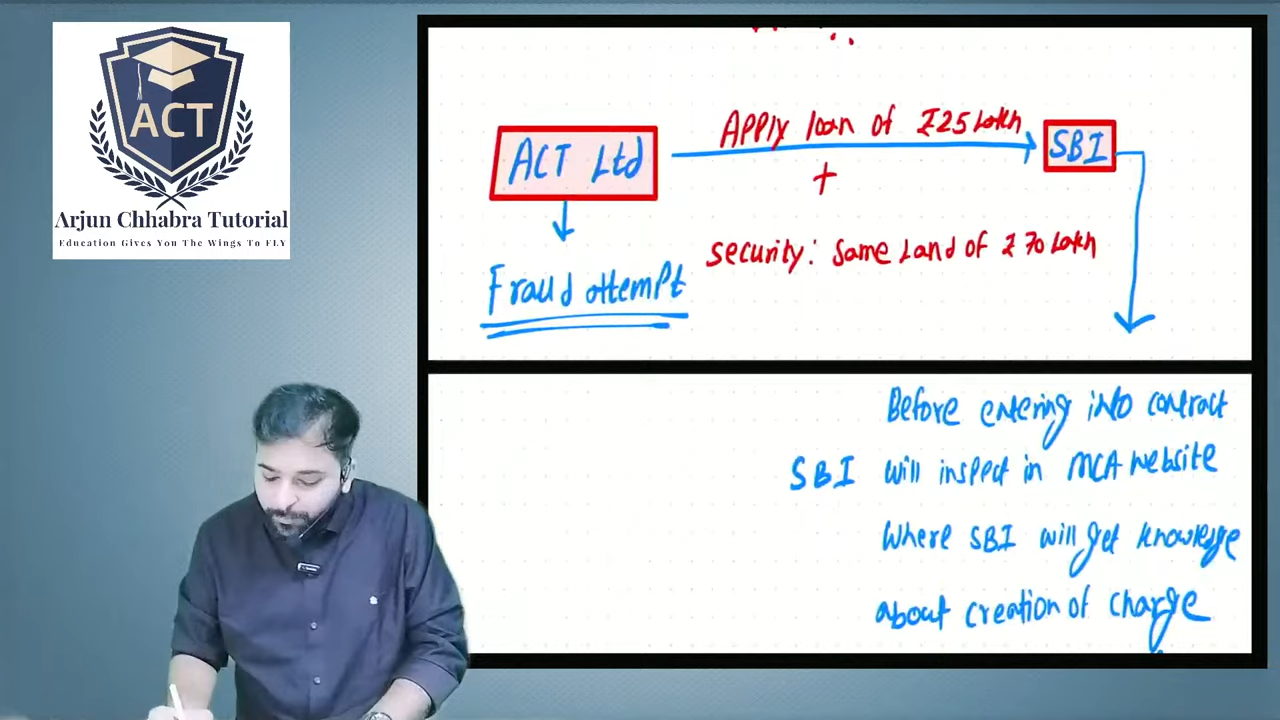 ACT
Arjun Chhabra Tutorial
Education Gives You The Wings To FLY
Apply loan of ₹25 Lakh
ACT Ltd
SBI
+
security: Same Land of ₹70 Lakh
Fraud attempt
Before entering into contract
SBI will inspect in MCA website
Where SBI will get knowledge
about creation of charge